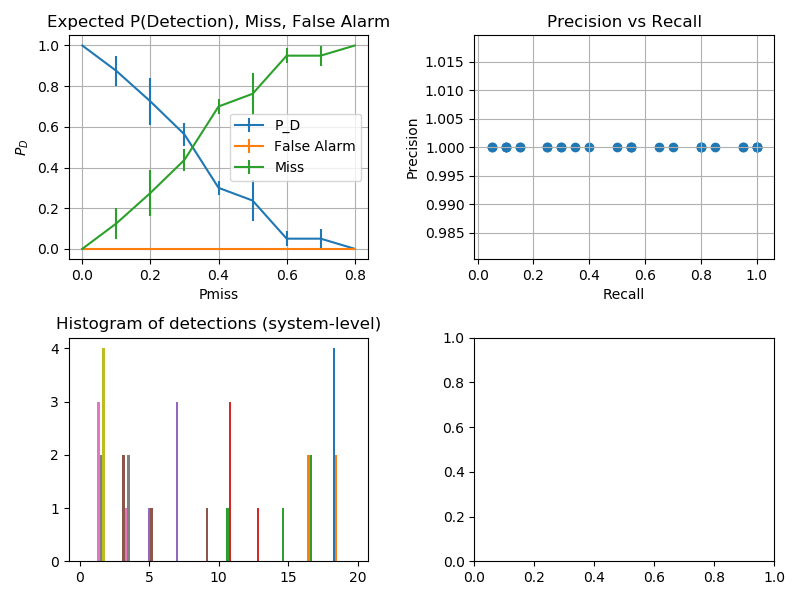 Expected P(Detection), Miss, False Alarm
1.0
0.8
0.6
0.4
0.2
0.0
P_D
P_D
False Alarm
Miss
0.0 0.2 0.4 0.6 0.8
Pmiss
Precision vs Recall
1.015
1.010
1.005
1.000
0.995
0.990
0.985
Precision
0.0 0.2 0.4 0.6 0.8 1.0
Recall
Histogram of detections (system-level)
4
3
2
1
0
0 5 10 15 20
1.0
0.8
0.6
0.4
0.2
0.0
0.0 0.2 0.4 0.6 0.8 1.0